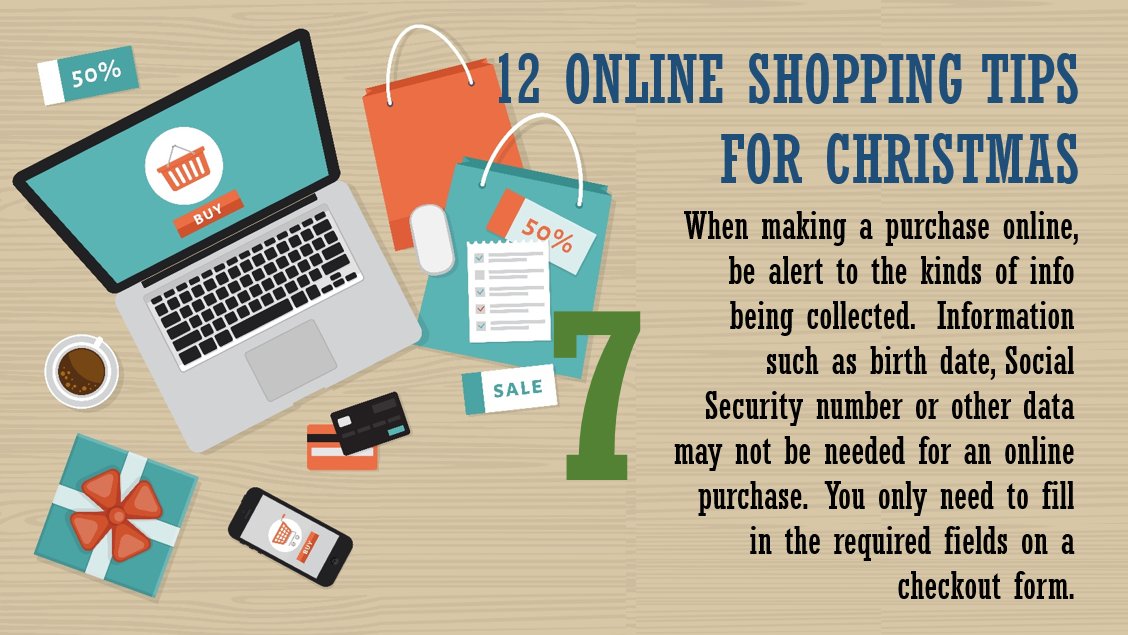 50%
12 ONLINE SHOPPING TIPS
FOR CHRISTMAS
BUY
50%
When making a purchase online,
be alert to the kinds of info
being collected. Information
such as birth date, Social
Security number or other data
may not be needed for an online
purchase. You only need to fill
in the required fields on a
checkout form.
7
SALE
BUY